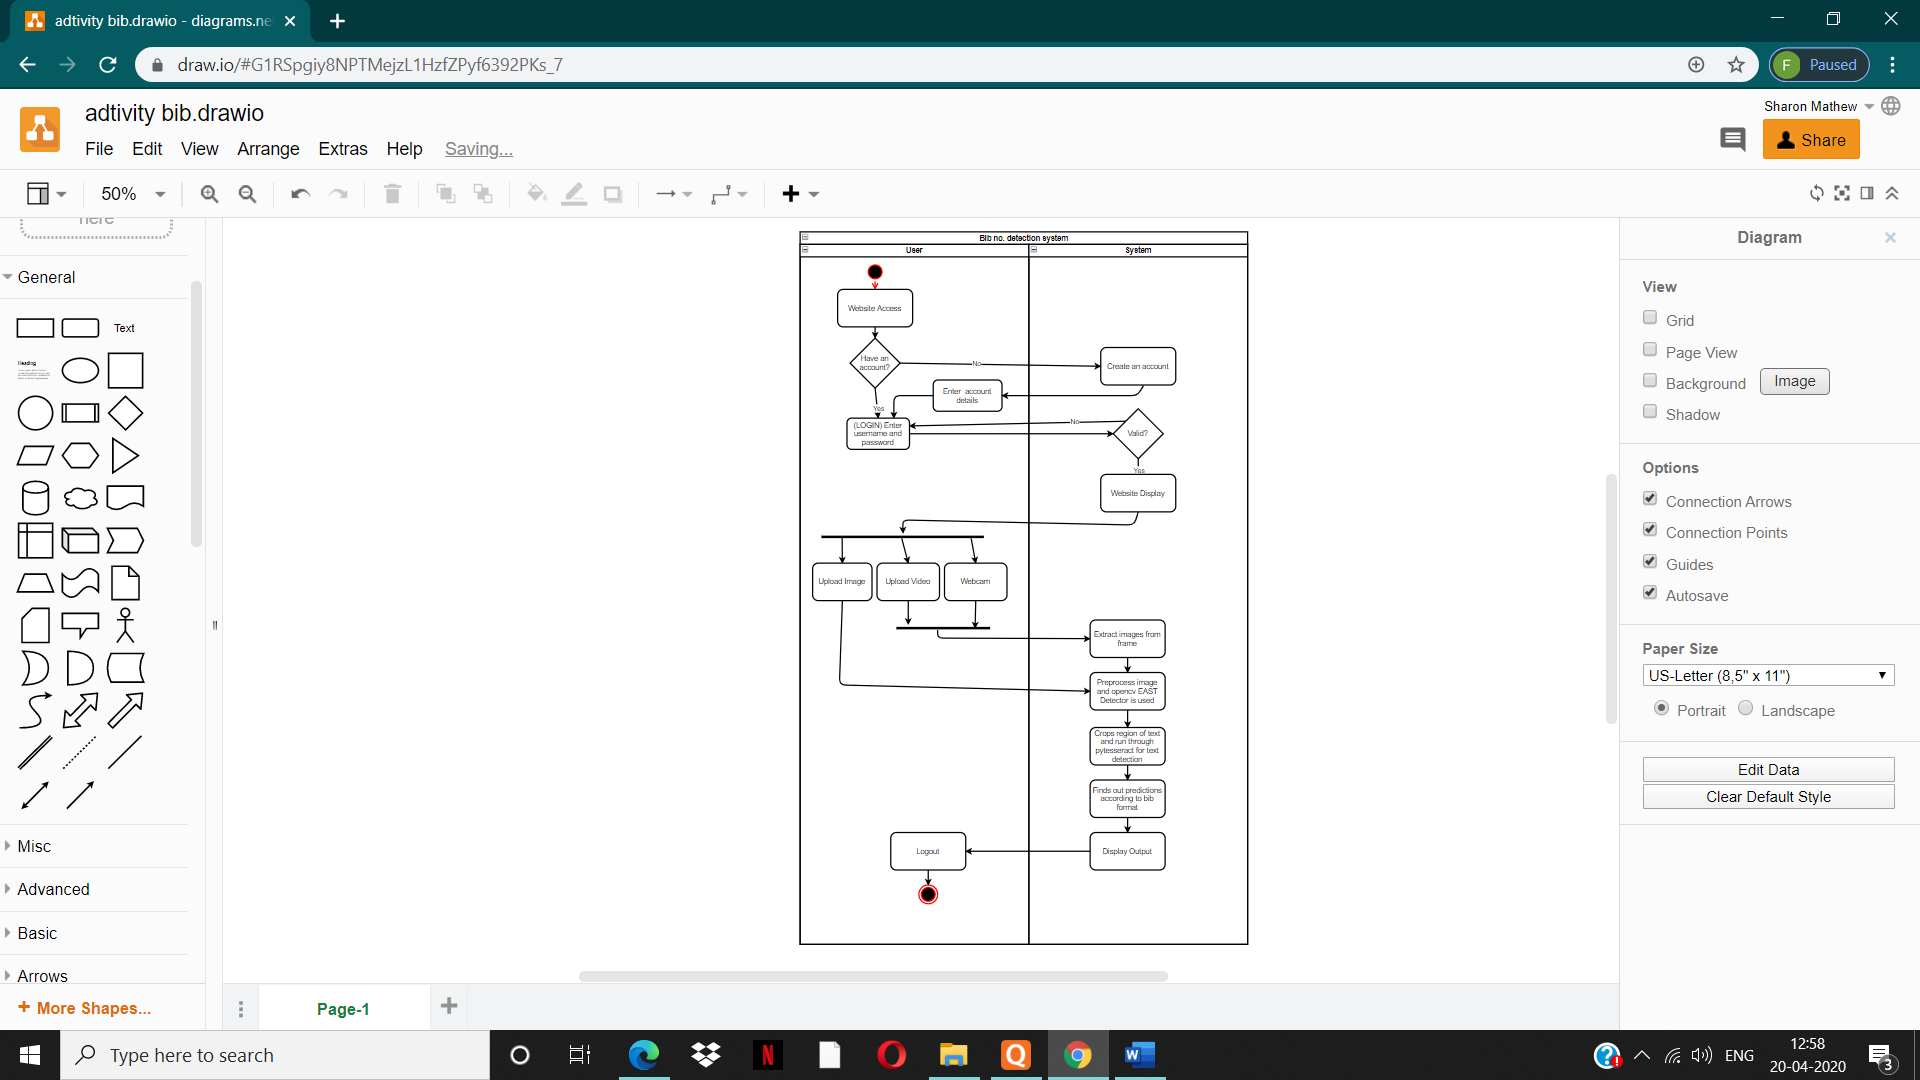 adtivity bib.drawio - diagrams.ne
draw.io/#G1RSpgiy8NPTMejzL1HzfZPyf6392PKs_7
F
Paused
adtivity bib.drawio
Sharon Mathew
File Edit View Arrange Extras Help Saving...
Share
50%
here
General
Text
Heading
Misc
Advanced
Basic
Arrows
+ More Shapes...
Bib no. detection system
User
System
Website Access
Have an
account?
No
Create an account
Enter account
details
Yes
(LOGIN) Enter
username and
password
No
Valid?
Yes
Website Display
Upload Image
Upload Video
Webcam
Extract images from
frame
Preprocess image
and opencv EAST
Detector is used
Crops region of text
and run through
pytesseract for text
detection
Finds out predictions
according to bib
format
Logout
Display Output
Page-1
Diagram
View
Grid
Page View
Background
Image
Shadow
Options
Connection Arrows
Connection Points
Guides
Autosave
Paper Size
US-Letter (8,5" x 11")
Portrait
Landscape
Edit Data
Clear Default Style
Type here to search
N
Q
W
ENG
12:58
20-04-2020
3